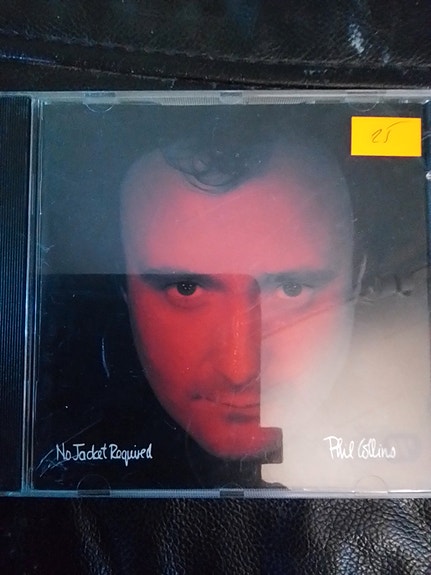 25
No Jacket Required
Phil Collins